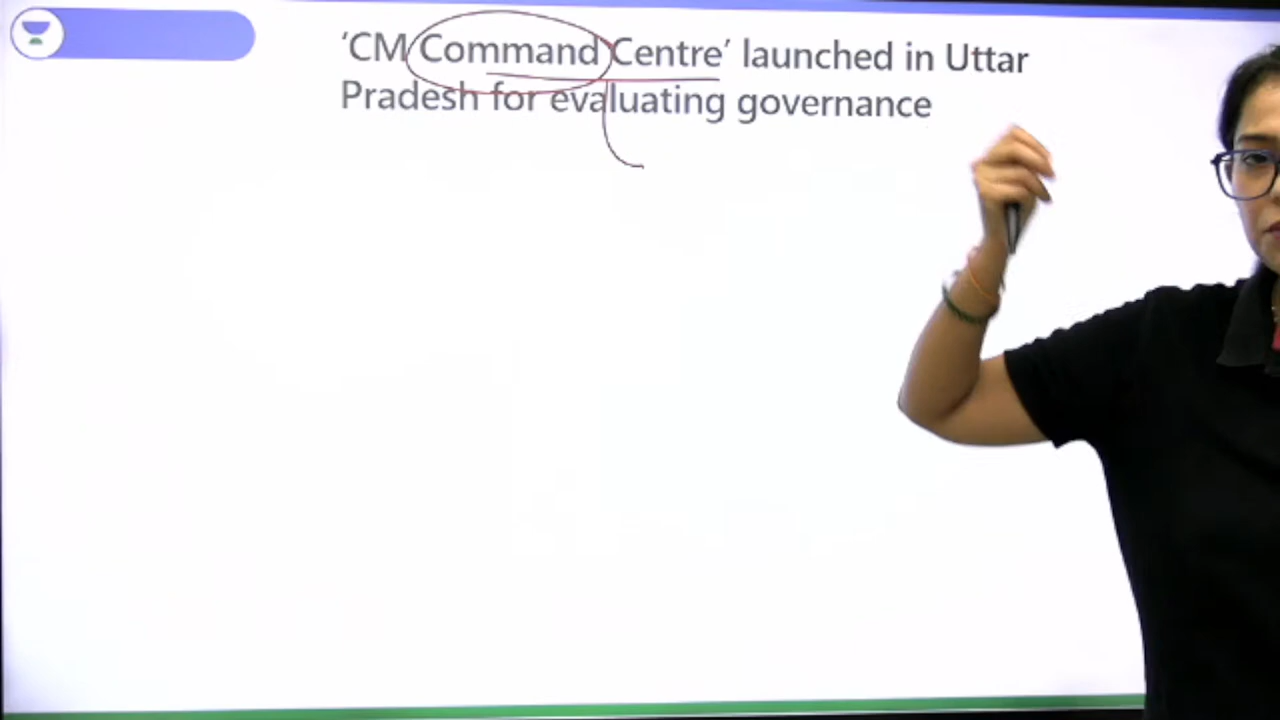 ‘CM Command Centre’ launched in Uttar
Pradesh for evaluating governance